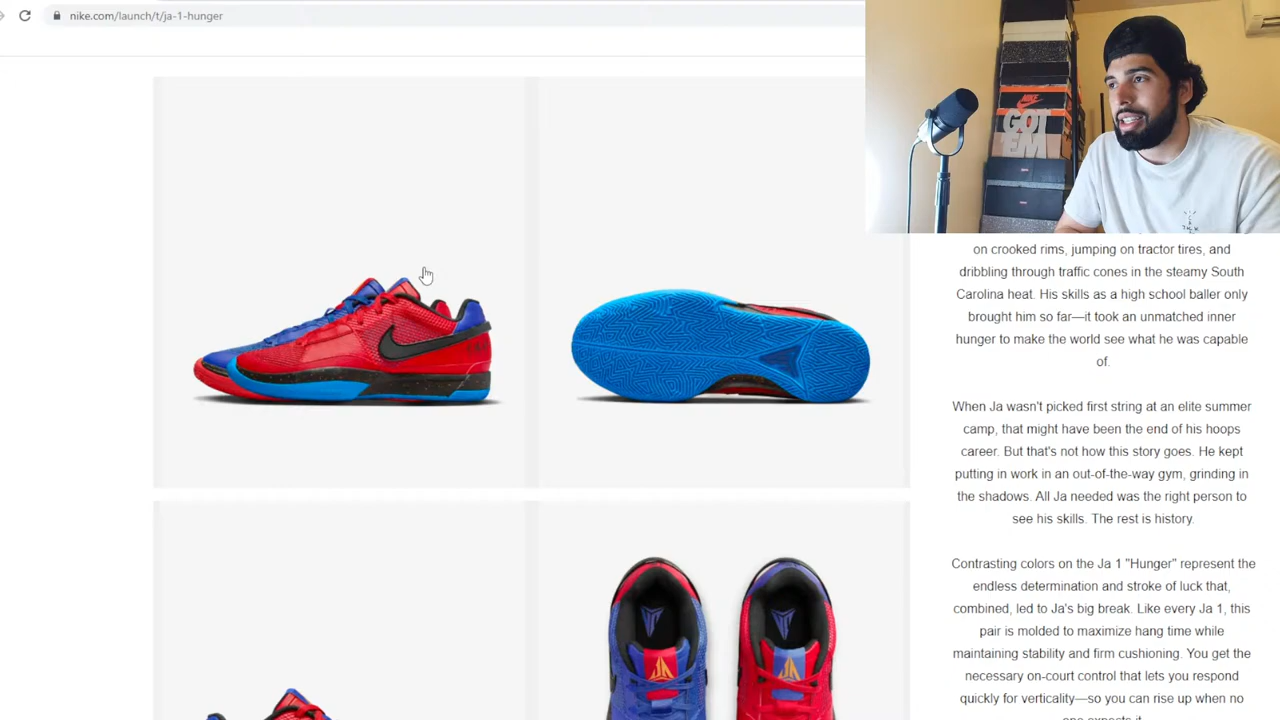 nike.com/launch/t/ja-1-hunger
NIKE
GOT
EM
on crooked rims, jumping on tractor tires, and
dribbling through traffic cones in the steamy South
Carolina heat. His skills as a high school baller only
brought him so far—it took an unmatched inner
hunger to make the world see what he was capable
of.
When Ja wasn't picked first string at an elite summer
camp, that might have been the end of his hoops
career. But that's not how this story goes. He kept
putting in work in an out-of-the-way gym, grinding in
the shadows. All Ja needed was the right person to
see his skills. The rest is history.
Contrasting colors on the Ja 1 "Hunger" represent the
endless determination and stroke of luck that,
combined, led to Ja's big break. Like every Ja 1, this
pair is molded to maximize hang time while
maintaining stability and firm cushioning. You get the
necessary on-court control that lets you respond
quickly for verticality—so you can rise up when no
one expects it.
JA
JA